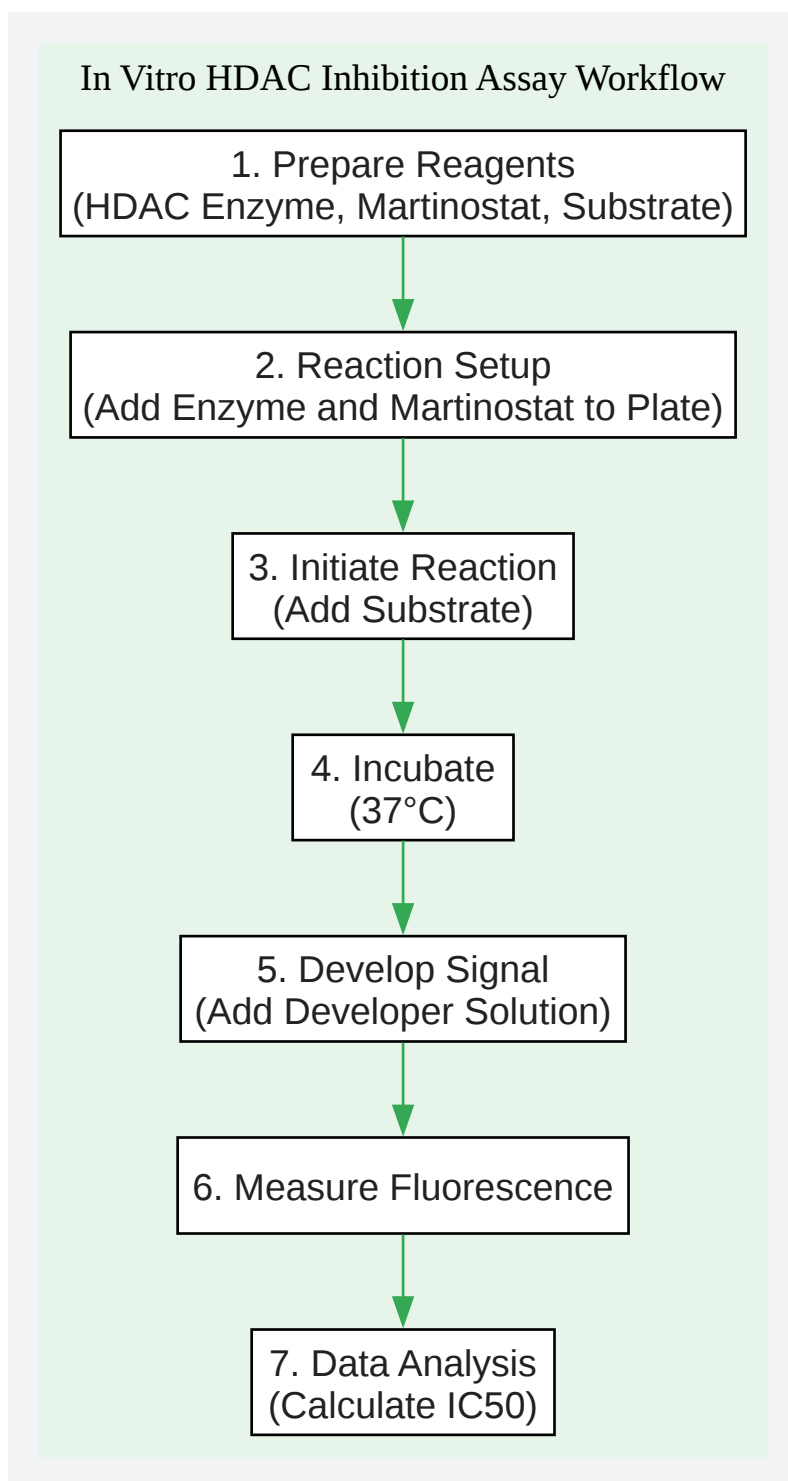 In Vitro HDAC Inhibition Assay Workflow
1. Prepare Reagents
(HDAC Enzyme, Martinostat, Substrate)
2. Reaction Setup
(Add Enzyme and Martinostat to Plate)
3. Initiate Reaction
(Add Substrate)
4. Incubate
(37°C)
5. Develop Signal
(Add Developer Solution)
6. Measure Fluorescence
7. Data Analysis
(Calculate IC50)